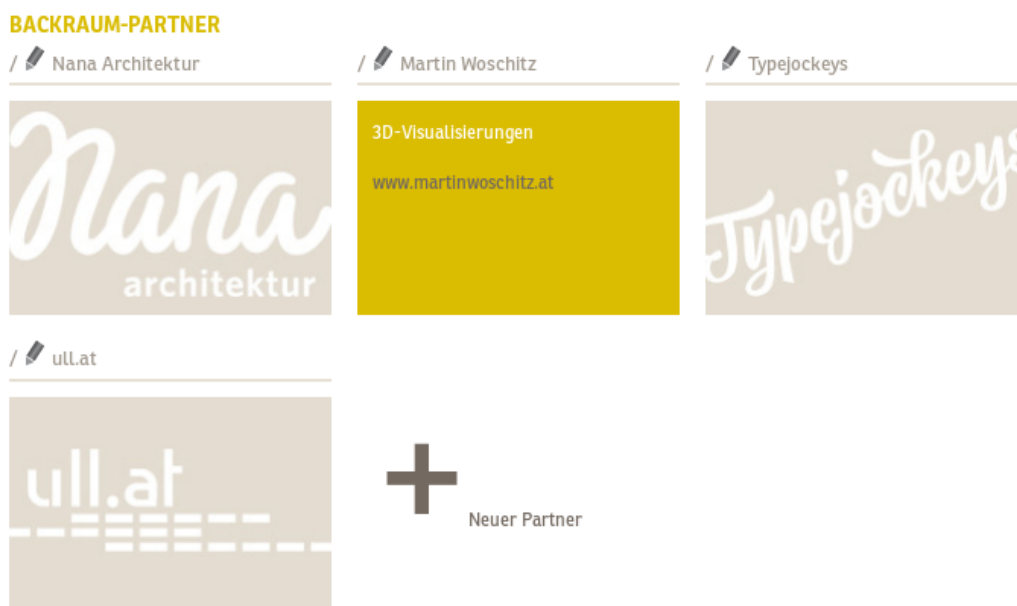 BACKRAUM-PARTNER
/ Nana Architektur
/ Martin Woschitz
/ Typejockeys
Nana
architektur
3D-Visualisierungen
www.martinwoschitz.at
Typejockeys
/ ull.at
ull.at
Neuer Partner